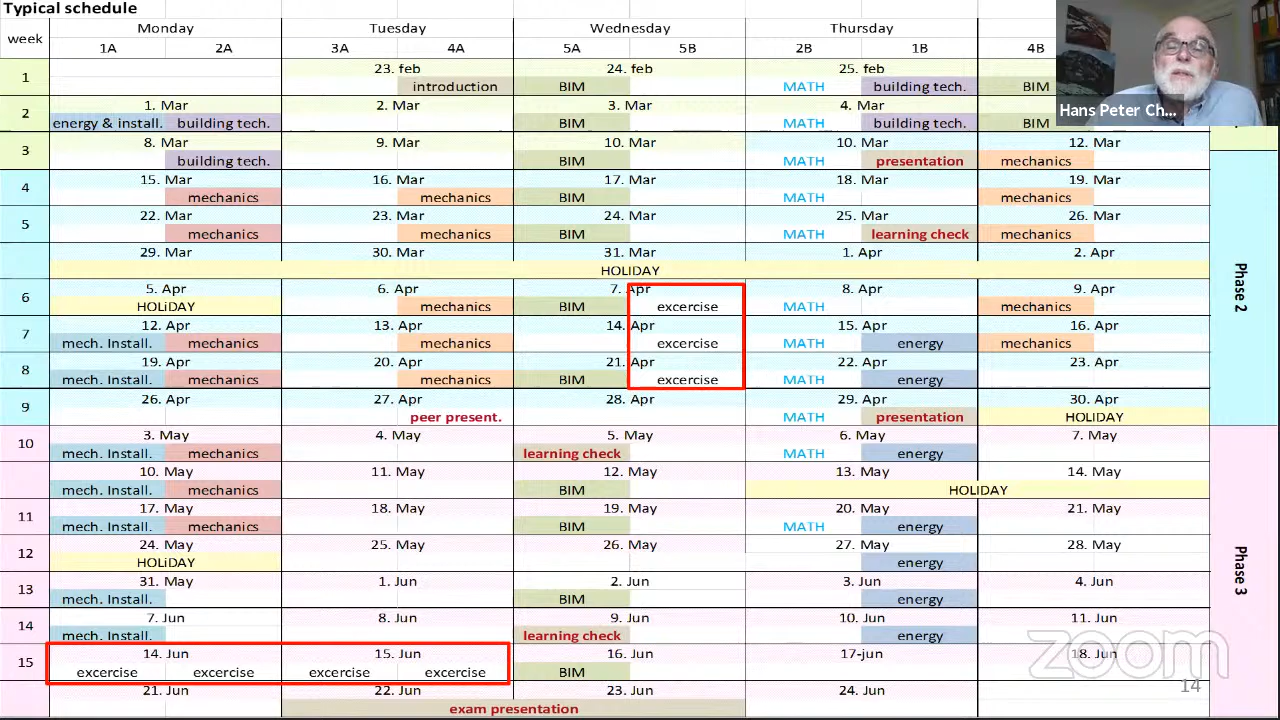 Typical schedule
week Monday Tuesday Wednesday Thursday
1A 2A 3A 4A 5A 5B 2B 1B 4B
1 23. feb 24. feb 25. feb
introduction BIM MATH building tech. BIM
2 1. Mar 2. Mar 3. Mar 4. Mar
energy & install. building tech. BIM MATH building tech. BIM
3 8. Mar 9. Mar 10. Mar 10. Mar 12. Mar
building tech. BIM MATH presentation mechanics
4 15. Mar 16. Mar 17. Mar 18. Mar 19. Mar
mechanics mechanics BIM MATH mechanics
5 22. Mar 23. Mar 24. Mar 25. Mar 26. Mar
mechanics mechanics BIM MATH learning check mechanics
29. Mar 30. Mar 31. Mar 1. Apr 2. Apr
HOLIDAY
6 5. Apr 6. Apr 7. Apr 8. Apr 9. Apr
HOLiDAY mechanics BIM excercise MATH mechanics
7 12. Apr 13. Apr 14. Apr 15. Apr 16. Apr
mech. Install. mechanics mechanics excercise MATH energy mechanics
8 19. Apr 20. Apr 21. Apr 22. Apr 23. Apr
mech. Install. mechanics mechanics BIM excercise MATH energy
9 26. Apr 27. Apr 28. Apr 29. Apr 30. Apr
peer present. MATH presentation HOLIDAY
10 3. May 4. May 5. May 6. May 7. May
mech. Install. mechanics learning check MATH energy
10. May 11. May 12. May 13. May 14. May
mech. Install. mechanics BIM HOLIDAY
11 17. May 18. May 19. May 20. May 21. May
mech. Install. mechanics BIM MATH energy
12 24. May 25. May 26. May 27. May 28. May
HOLiDAY energy
13 31. May 1. Jun 2. Jun 3. Jun 4. Jun
mech. Install. BIM energy
14 7. Jun 8. Jun 9. Jun 10. Jun 11. Jun
mech. Install. learning check energy
15 14. Jun 15. Jun 16. Jun 17-jun 18. Jun
excercise excercise excercise excercise BIM
21. Jun 22. Jun 23. Jun 24. Jun
exam presentation
Phase 2
Phase 3
Hans Peter Ch...
zoom
14